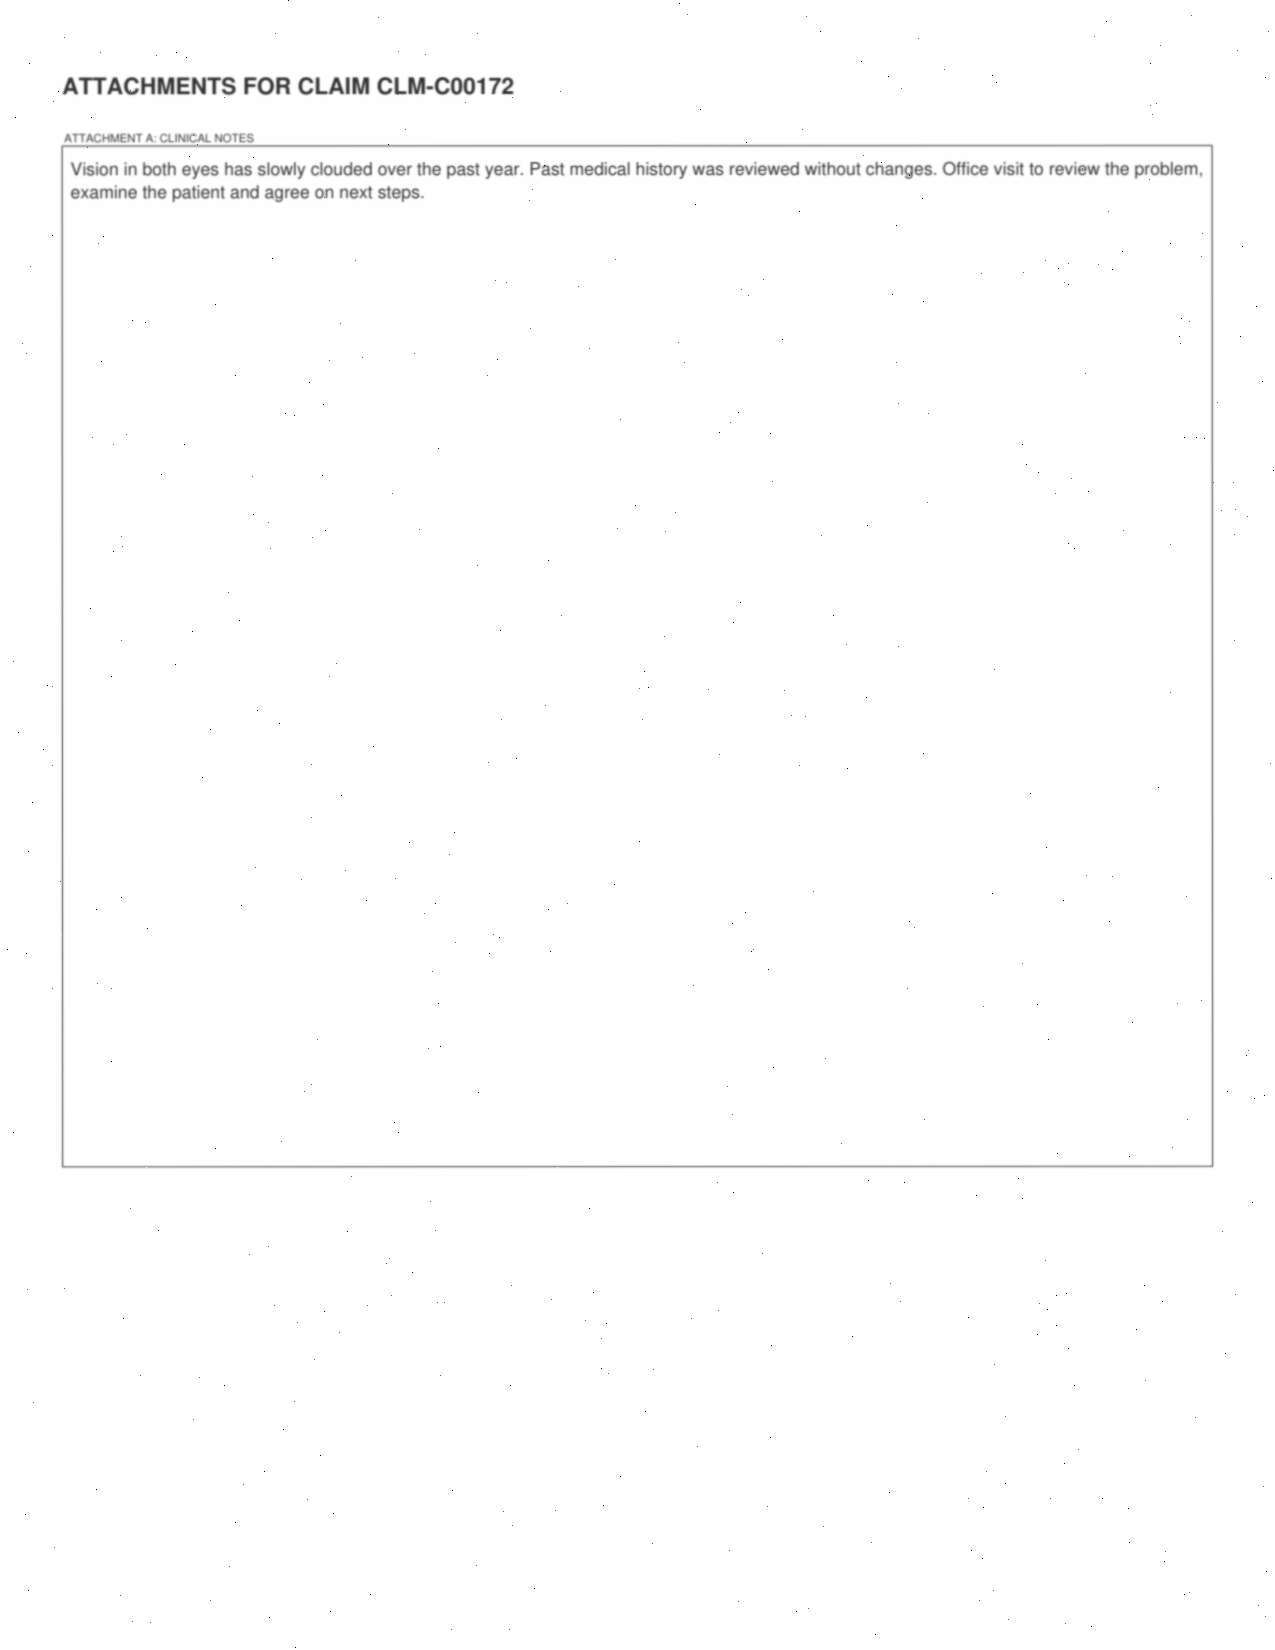 ATTACHMENTS FOR CLAIM CLM-C00172
ATTACHMENT A: CLINICAL NOTES
Vision in both eyes has slowly clouded over the past year. Past medical history was reviewed without changes. Office visit to review the problem,
examine the patient and agree on next steps.